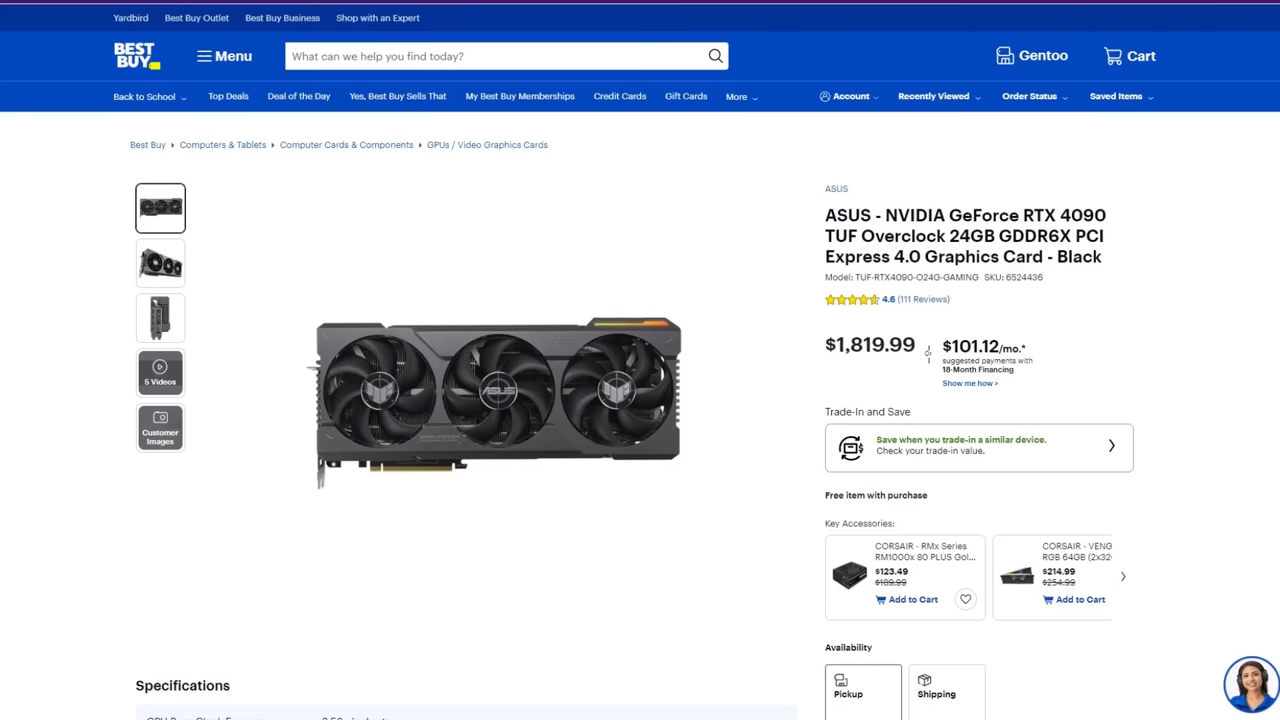 Yardbird Best Buy Outlet Best Buy Business Shop with an Expert
BEST
BUY
Menu
What can we help you find today?
Gentoo
Cart
Back to School Top Deals Deal of the Day Yes, Best Buy Sells That My Best Buy Memberships Credit Cards Gift Cards More Account Recently Viewed Order Status Saved Items
Best Buy Computers & Tablets Computer Cards & Components GPUs / Video Graphics Cards
5 Videos
Customer
Images
ASUS
ASUS - NVIDIA GeForce RTX 4090
TUF Overclock 24GB GDDR6X PCI
Express 4.0 Graphics Card - Black
Model: TUF-RTX4090-O24G-GAMING SKU: 6524436
4.6 (111 Reviews)
$1,819.99
or
$101.12/mo.*
suggested payments with
18-Month Financing
Show me how >
Trade-In and Save
Save when you trade-in a similar device.
Check your trade-in value.
Free item with purchase
Key Accessories:
CORSAIR - RMx Series
RM1000x 80 PLUS Gol...
$123.49
$189.99
Add to Cart
CORSAIR - VENG
RGB 64GB (2x32
$214.99
$254.99
Add to Cart
Availability
Pickup
Shipping
ASUS
Specifications